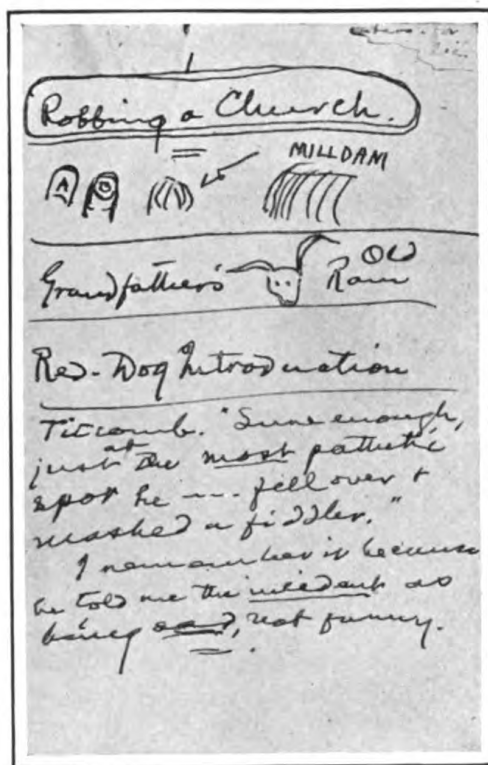 Robbing a Church.
MILLDAM
A B
Grandfather's Old Ram
Red-Dog Introduction
Titcomb. "Sure enough,
just at the most pathetic
spot he --- fell over &
mashed a fiddler."
I remember it because
he told me the incident as
being sad, not funny.